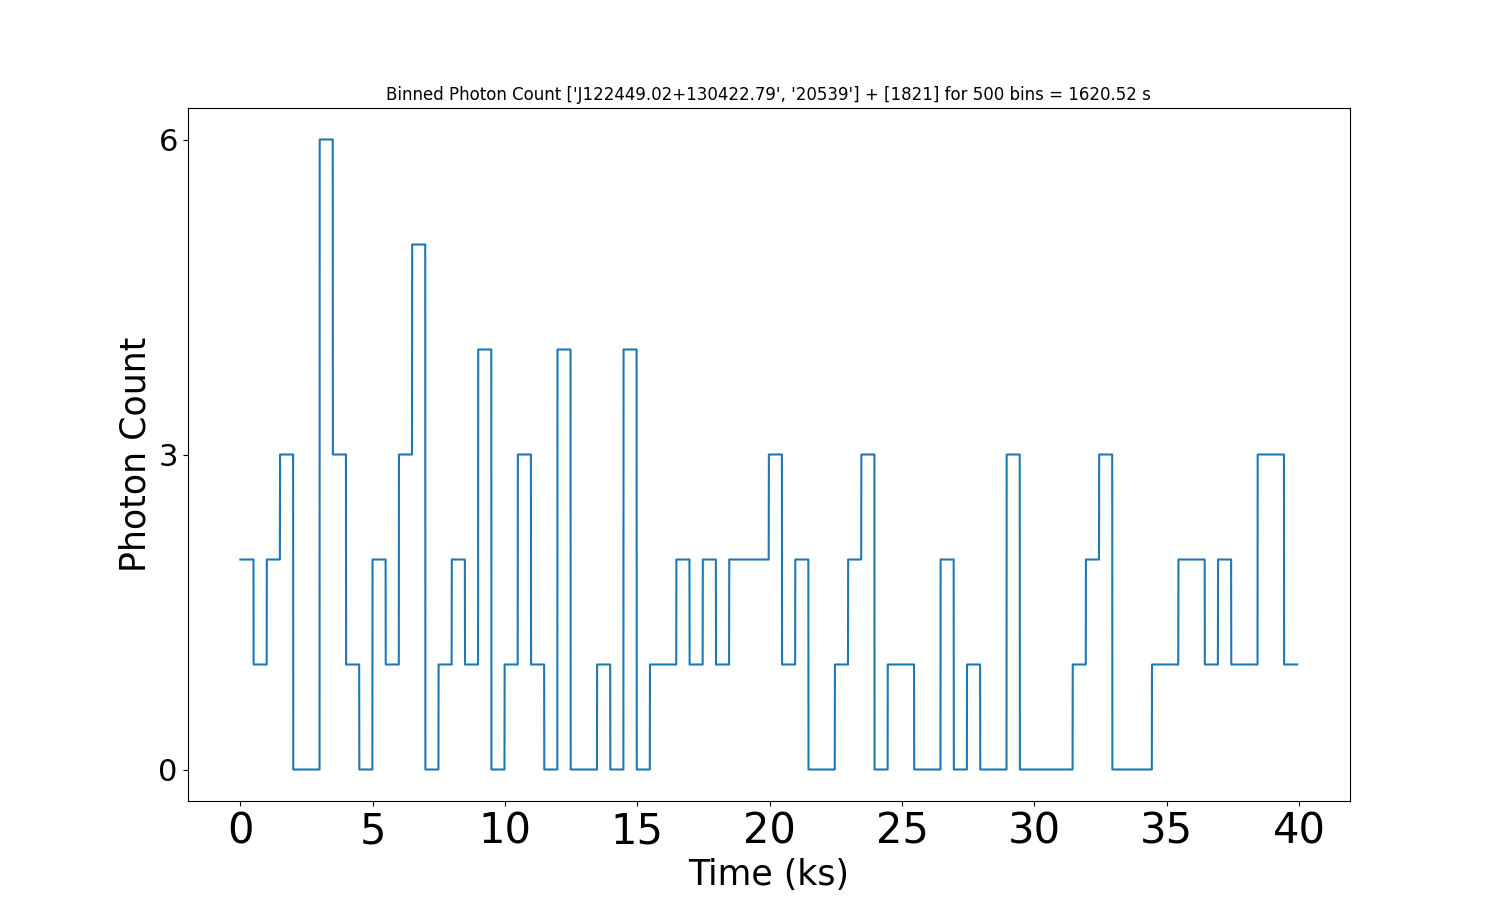 Binned Photon Count ['J122449.02+130422.79', '20539'] + [1821] for 500 bins = 1620.52 s
6
3
0
Photon Count
0 5 10 15 20 25 30 35 40
Time (ks)